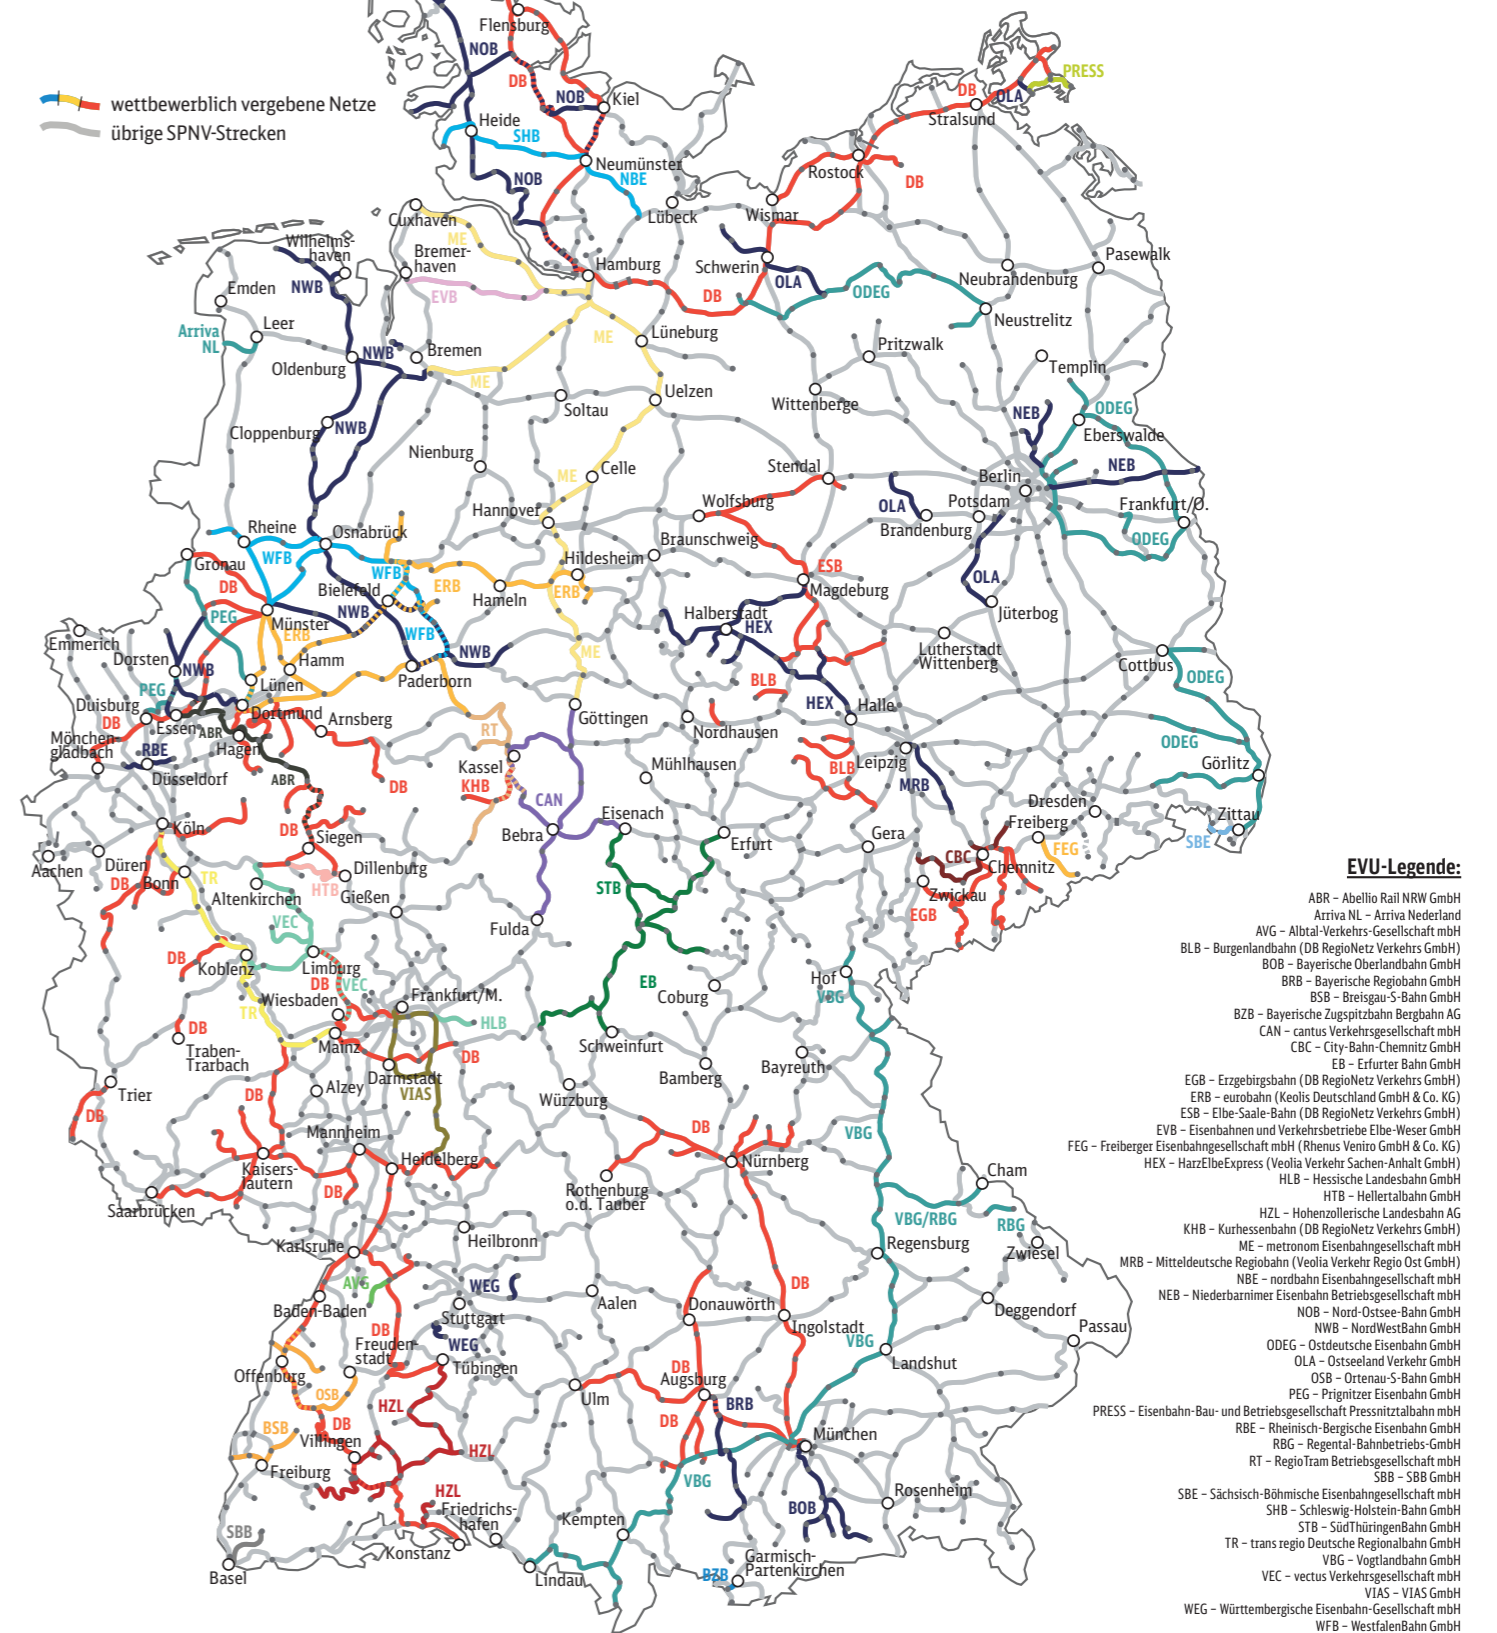 wettbewerblich vergebene Netze
übrige SPNV-Strecken
Flensburg
NOB
DB
NOB
Kiel
Heide
SHB
Neumünster
NOB
NBE
Lübeck
PRESS
DB
OLA
Stralsund
Rostock
DB
Wismar
Cuxhaven
ME
Wilhelms-
haven
Bremer-
haven
NWB
EVB
Hamburg
Schwerin
OLA
DB
ODEG
Neubrandenburg
Pasewalk
Neustrelitz
Emden
Arriva
NL
Leer
NWB
Oldenburg
Bremen
ME
ME
Lüneburg
Pritzwalk
Templin
Uelzen
Soltau
Wittenberge
NEB
ODEG
Eberswalde
Cloppenburg
NWB
Nienburg
ME
Celle
Stendal
Berlin
NEB
Potsdam
OLA
Brandenburg
Frankfurt/O.
ODEG
Hannover
Wolfsburg
Braunschweig
Rheine
Osnabrück
WFB
Gronau
DB
WFB
Bielefeld
ERB
Hameln
Hildesheim
ERB
ESB
Magdeburg
OLA
Jüterbog
PEG
Münster
NWB
ERB
WFB
Halberstadt
HEX
Lutherstadt
Wittenberg
Emmerich
Dorsten
NWB
Hamm
Lünen
Paderborn
NWB
ME
Cottbus
ODEG
PEG
BLB
HEX
Halle
Duisburg
DB
Essen
ABR
Dortmund
Arnsberg
RT
Göttingen
Nordhausen
Mönchen-
gladbach
RBE
Hagen
Düsseldorf
ABR
DB
Kassel
KHB
CAN
Mühlhausen
BLB
Leipzig
MRB
ODEG
Görlitz
Köln
DB
Siegen
Bebra
Eisenach
Erfurt
Gera
Dresden
Freiberg
FEG
Zittau
SBE
Aachen
Düren
DB
Bonn
TR
Altenkirchen
HTB
Dillenburg
Gießen
STB
CBC
Chemnitz
Zwickau
EGB
VEC
Fulda
DB
Koblenz
Limburg
DB
VEC
Wiesbaden
Frankfurt/M.
TR
HLB
EB
Coburg
Hof
VBG
DB
Traben-
Trarbach
Mainz
Darmstadt
DB
VIAS
Schweinfurt
Bamberg
Bayreuth
Trier
DB
DB
Alzey
Würzburg
Mannheim
Kaisers-
lautern
DB
Heidelberg
Rothenburg
o.d. Tauber
DB
Nürnberg
VBG
Cham
VBG/RBG
RBG
Zwiesel
Saarbrücken
Karlsruhe
Heilbronn
Regensburg
AVG
Baden-Baden
WEG
Stuttgart
Aalen
Donauwörth
DB
Ingolstadt
Deggendorf
Passau
DB
Freuden-
stadt
WEG
Tübingen
VBG
Landshut
Offenburg
OSB
HZL
Ulm
DB
Augsburg
BRB
BSB
DB
Villingen
HZL
DB
München
Freiburg
HZL
VBG
Friedrichs-
hafen
Kempten
BOB
Rosenheim
SBB
Basel
Konstanz
Lindau
BZB
Garmisch-
Partenkirchen
EVU-Legende:
ABR – Abellio Rail NRW GmbH
Arriva NL – Arriva Nederland
AVG – Albtal-Verkehrs-Gesellschaft mbH
BLB – Burgenlandbahn (DB RegioNetz Verkehrs GmbH)
BOB – Bayerische Oberlandbahn GmbH
BRB – Bayerische Regiobahn GmbH
BSB – Breisgau-S-Bahn GmbH
BZB – Bayerische Zugspitzbahn Bergbahn AG
CAN – cantus Verkehrsgesellschaft mbH
CBC – City-Bahn-Chemnitz GmbH
EB – Erfurter Bahn GmbH
EGB – Erzgebirgsbahn (DB RegioNetz Verkehrs GmbH)
ERB – eurobahn (Keolis Deutschland GmbH & Co. KG)
ESB – Elbe-Saale-Bahn (DB RegioNetz Verkehrs GmbH)
EVB – Eisenbahnen und Verkehrsbetriebe Elbe-Weser GmbH
FEG – Freiberger Eisenbahngesellschaft mbH (Rhenus Veniro GmbH & Co. KG)
HEX – HarzElbeExpress (Veolia Verkehr Sachen-Anhalt GmbH)
HLB – Hessische Landesbahn GmbH
HTB – Hellertalbahn GmbH
HZL – Hohenzollerische Landesbahn AG
KHB – Kurhessenbahn (DB RegioNetz Verkehrs GmbH)
ME – metronom Eisenbahngesellschaft mbH
MRB – Mitteldeutsche Regiobahn (Veolia Verkehr Regio Ost GmbH)
NBE – nordbahn Eisenbahngesellschaft mbH
NEB – Niederbarnimer Eisenbahn Betriebsgesellschaft mbH
NOB – Nord-Ostsee-Bahn GmbH
NWB – NordWestBahn GmbH
ODEG – Ostdeutsche Eisenbahn GmbH
OLA – Ostseeland Verkehr GmbH
OSB – Ortenau-S-Bahn GmbH
PEG – Prignitzer Eisenbahn GmbH
PRESS – Eisenbahn-Bau- und Betriebsgesellschaft Pressnitztalbahn mbH
RBE – Rheinisch-Bergische Eisenbahn GmbH
RBG – Regental-Bahnbetriebs-GmbH
RT – RegioTram Betriebsgesellschaft mbH
SBB – SBB GmbH
SBE – Sächsisch-Böhmische Eisenbahngesellschaft mbH
SHB – Schleswig-Holstein-Bahn GmbH
STB – SüdThüringenBahn GmbH
TR – trans regio Deutsche Regionalbahn GmbH
VBG – Vogtlandbahn GmbH
VEC – vectus Verkehrsgesellschaft mbH
VIAS – VIAS GmbH
WEG – Württembergische Eisenbahn-Gesellschaft mbH
WFB – WestfalenBahn GmbH